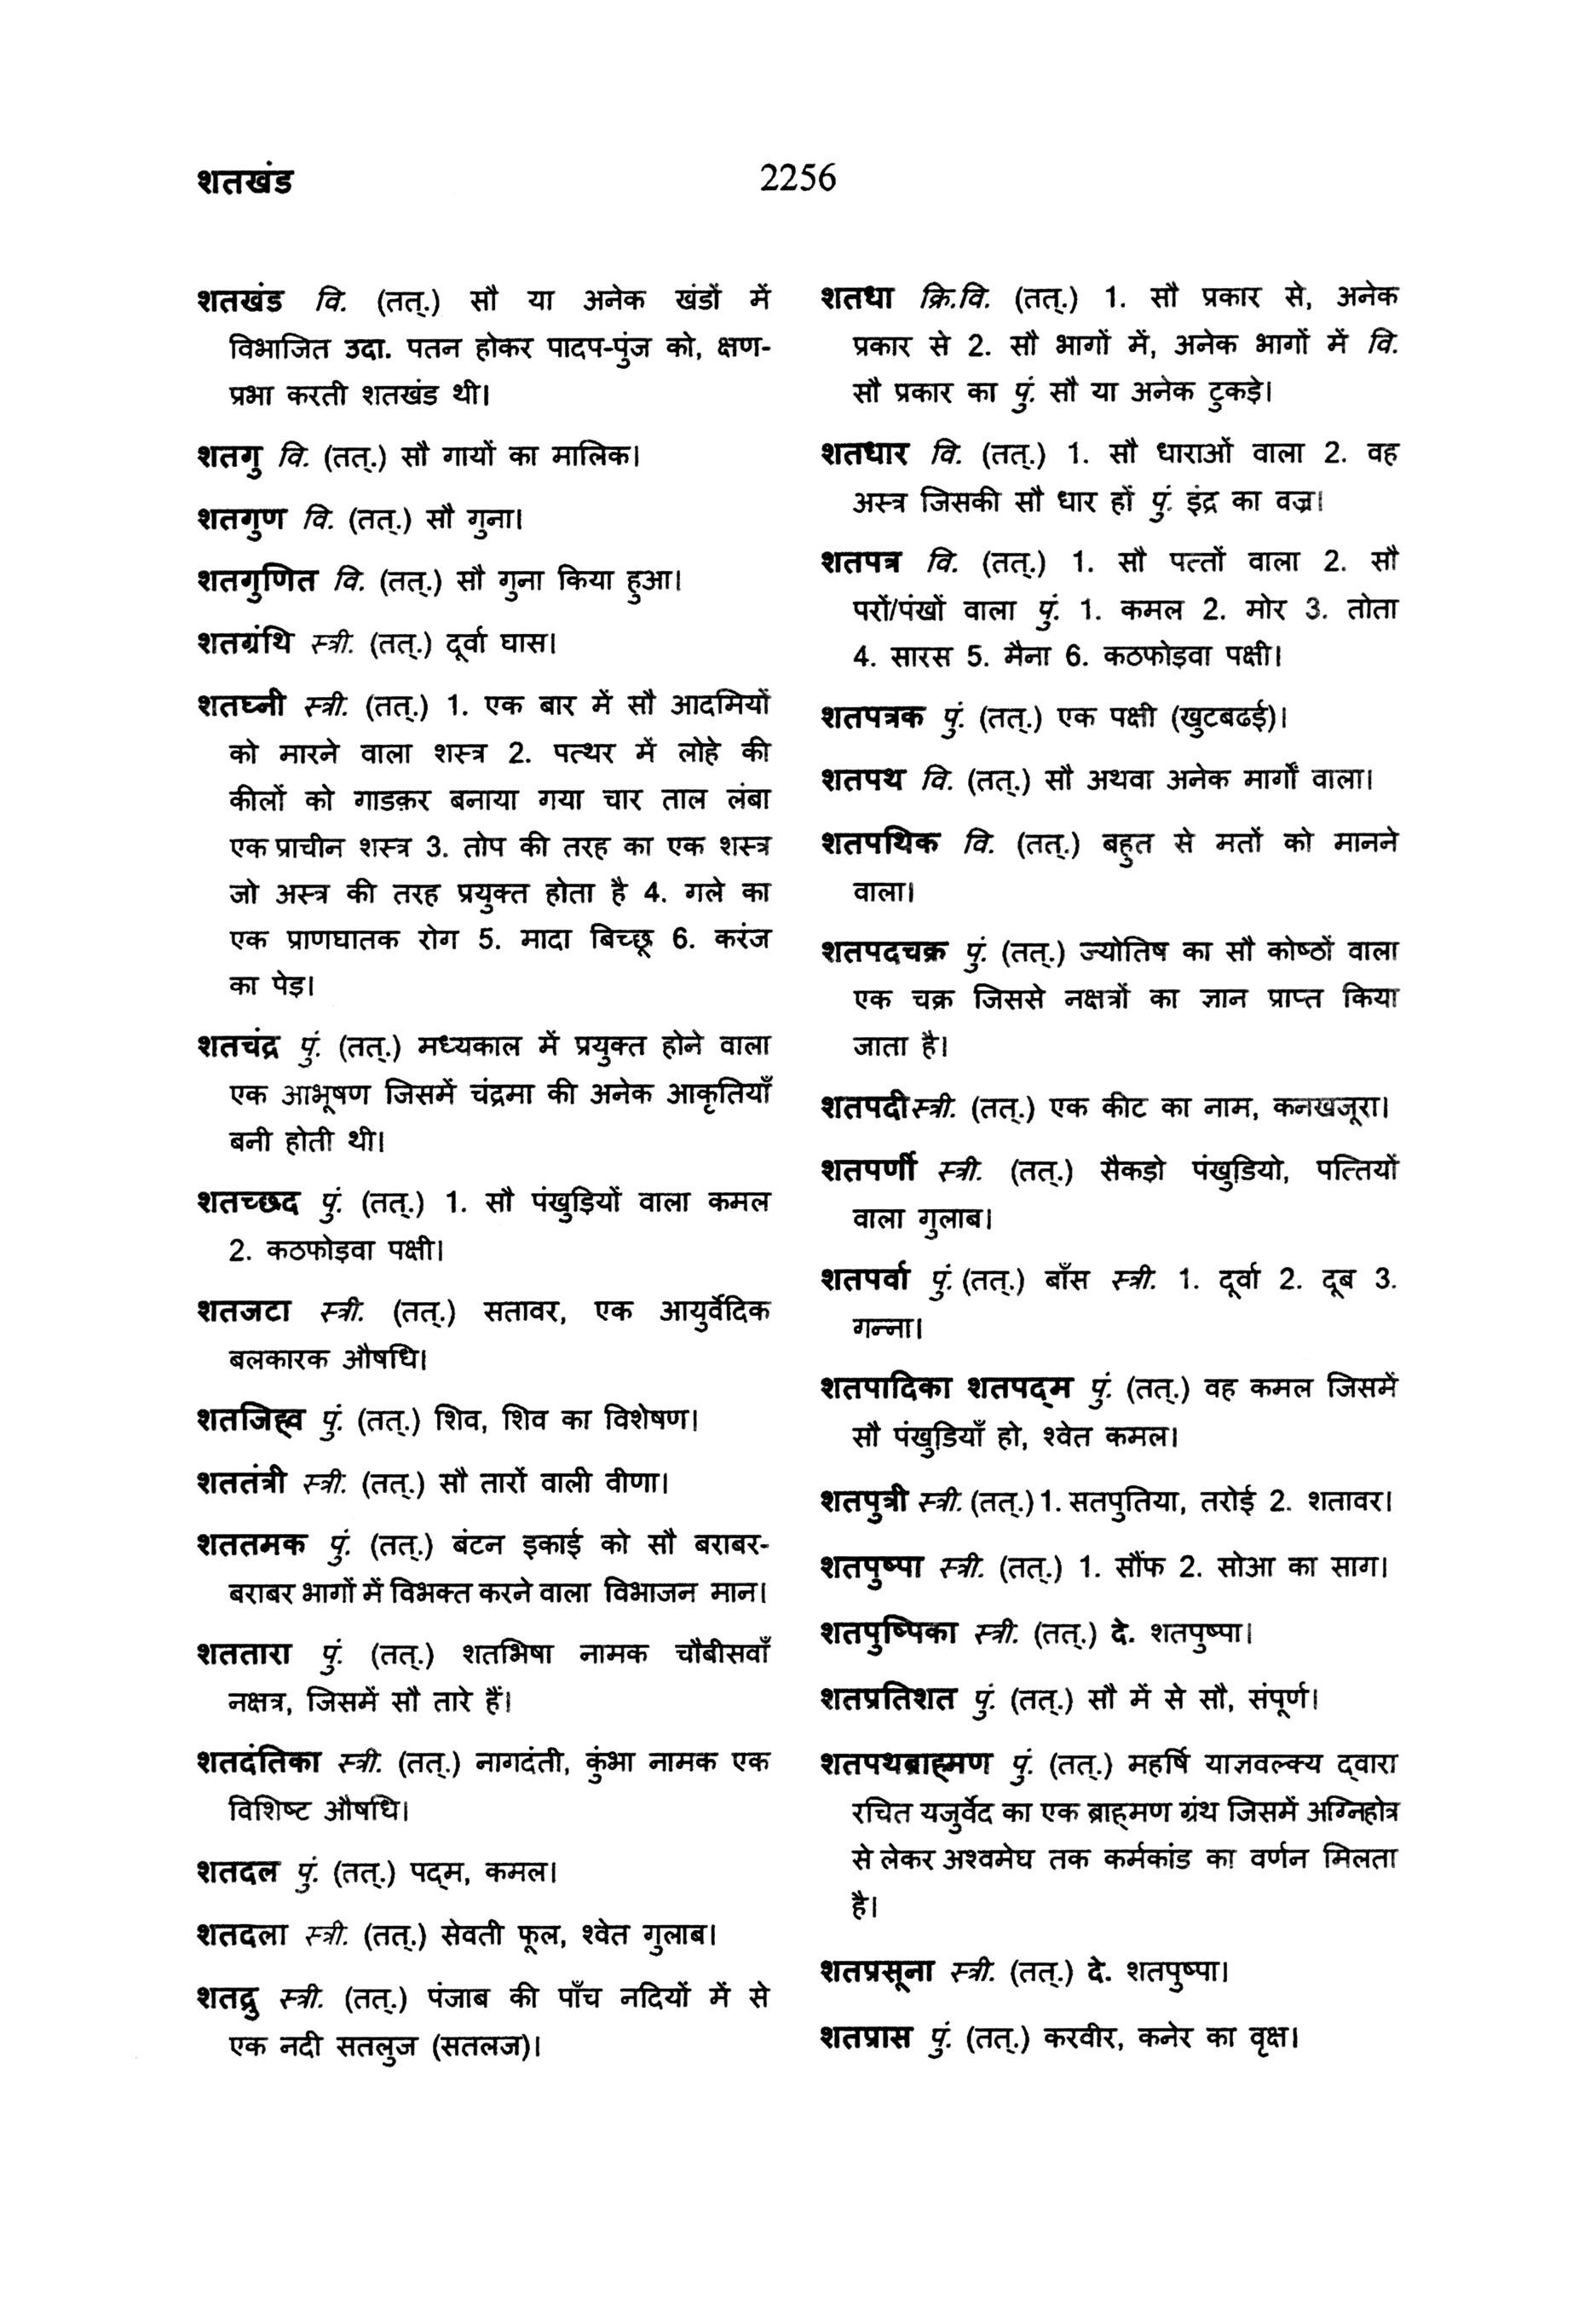 शतखंड
2256
शतखंड वि. (तत्.) सौ या अनेक खंडों में
विभाजित उदा. पतन होकर पादप-पुंज को, क्षण-
प्रभा करती शतखंड थी।
शतगु वि. (तत्.) सौ गायों का मालिक।
शतगुण वि. (तत्.) सौ गुना।
शतगुणित वि. (तत्.) सौ गुना किया हुआ।
शतग्रंथि स्त्री. (तत्.) दूर्वा घास।
शतघ्नी स्त्री. (तत्.) 1. एक बार में सौ आदमियों
को मारने वाला शस्त्र 2. पत्थर में लोहे की
कीलों को गाडक़र बनाया गया चार ताल लंबा
एक प्राचीन शस्त्र 3. तोप की तरह का एक शस्त्र
जो अस्त्र की तरह प्रयुक्त होता है 4. गले का
एक प्राणघातक रोग 5. मादा बिच्छू 6. करंज
का पेड़।
शतचंद्र पुं. (तत्.) मध्यकाल में प्रयुक्त होने वाला
एक आभूषण जिसमें चंद्रमा की अनेक आकृतियाँ
बनी होती थी।
शतच्छद पुं. (तत्.) 1. सौ पंखुड़ियों वाला कमल
2. कठफोड़वा पक्षी।
शतजटा स्त्री. (तत्.) सतावर, एक आयुर्वेदिक
बलकारक औषधि।
शतजिह्व पुं. (तत्.) शिव, शिव का विशेषण।
शततंत्री स्त्री. (तत्.) सौ तारों वाली वीणा।
शततमक पुं. (तत्.) बंटन इकाई को सौ बराबर-
बराबर भागों में विभक्त करने वाला विभाजन मान।
शततारा पुं. (तत्.) शतभिषा नामक चौबीसवाँ
नक्षत्र, जिसमें सौ तारे हैं।
शतदंतिका स्त्री. (तत्.) नागदंती, कुंभा नामक एक
विशिष्ट औषधि।
शतदल पुं. (तत्.) पद्म, कमल।
शतदला स्त्री. (तत्.) सेवती फूल, श्वेत गुलाब।
शतद्रु स्त्री. (तत्.) पंजाब की पाँच नदियों में से
एक नदी सतलुज (सतलज)।
शतधा क्रि.वि. (तत्.) 1. सौ प्रकार से, अनेक
प्रकार से 2. सौ भागों में, अनेक भागों में वि.
सौ प्रकार का पुं. सौ या अनेक टुकड़े।
शतधार वि. (तत्.) 1. सौ धाराओं वाला 2. वह
अस्त्र जिसकी सौ धार हों पुं. इंद्र का वज्र।
शतपत्र वि. (तत्.) 1. सौ पत्तों वाला 2. सौ
परों/पंखों वाला पुं. 1. कमल 2. मोर 3. तोता
4. सारस 5. मैना 6. कठफोड़वा पक्षी।
शतपत्रक पुं. (तत्.) एक पक्षी (खुटबढई)।
शतपथ वि. (तत्.) सौ अथवा अनेक मार्गों वाला।
शतपथिक वि. (तत्.) बहुत से मतों को मानने
वाला।
शतपदचक्र पुं. (तत्.) ज्योतिष का सौ कोष्ठों वाला
एक चक्र जिससे नक्षत्रों का ज्ञान प्राप्त किया
जाता है।
शतपदी स्त्री. (तत्.) एक कीट का नाम, कनखजूरा।
शतपर्णी स्त्री. (तत्.) सैकड़ो पंखुडि़यो, पत्तियों
वाला गुलाब।
शतपर्वा पुं. (तत्.) बाँस स्त्री. 1. दूर्वा 2. दूब 3.
गन्ना।
शतपादिका शतपद्म पुं. (तत्.) वह कमल जिसमें
सौ पंखुडि़याँ हो, श्वेत कमल।
शतपुत्री स्त्री. (तत्.) 1. सतपुतिया, तरोई 2. शतावर।
शतपुष्पा स्त्री. (तत्.) 1. सौंफ 2. सोआ का साग।
शतपुष्पिका स्त्री. (तत्.) दे. शतपुष्पा।
शतप्रतिशत पुं. (तत्.) सौ में से सौ, संपूर्ण।
शतपथब्राह्मण पुं. (तत्.) महर्षि याज्ञवल्क्य द्वारा
रचित यजुर्वेद का एक ब्राह्मण ग्रंथ जिसमें अग्निहोत्र
से लेकर अश्वमेघ तक कर्मकांड का वर्णन मिलता
है।
शतप्रसूना स्त्री. (तत्.) दे. शतपुष्पा।
शतप्रास पुं. (तत्.) करवीर, कनेर का वृक्ष।